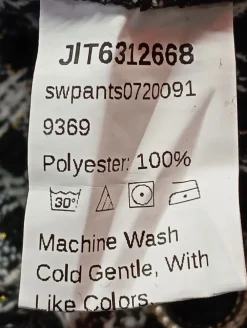 JIT6312668
swpants0720091
9369
Polyester: 100%
30°
Machine Wash
Cold Gentle, With
Like Colors.